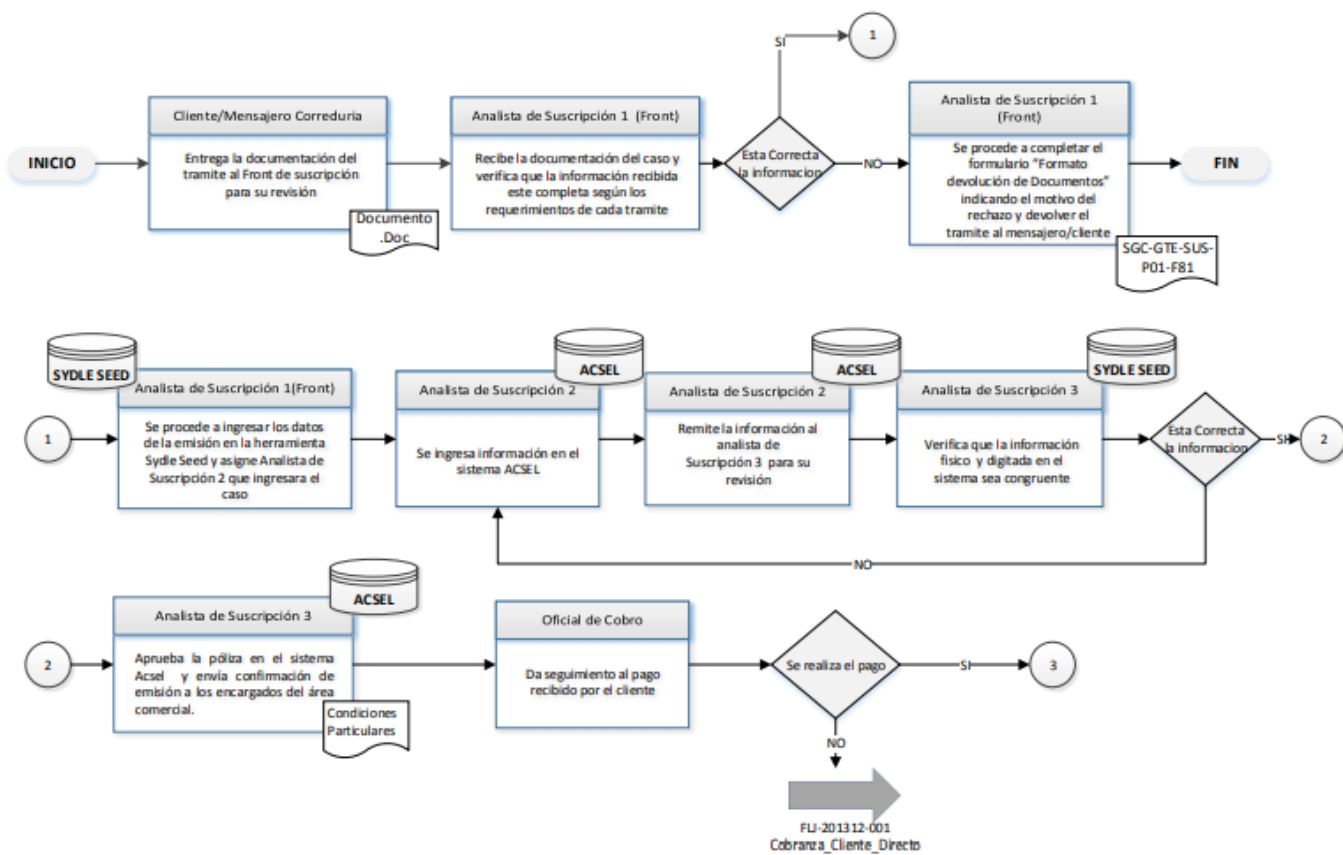 SI
1
Cliente/Mensajero Correduria
Entrega la documentación del
tramite al Front de suscripción
para su revisión
Documento
.Doc
Analista de Suscripción 1 (Front)
Recibe la documentación del caso y
verifica que la información recibida
este completa según los
requerimientos de cada tramite
INICIO
Esta Correcta
la informacion
NO
Analista de Suscripción 1
(Front)
Se procede a completar el
formulario “Formato
devolución de Documentos”
indicando el motivo del
rechazo y devolver el
tramite al mensajero/cliente
SGC-GTE-SUS-
P01-F81
FIN
1
SYDLE SEED
Analista de Suscripción 1(Front)
Se procede a ingresar los datos
de la emisión en la herramienta
Sydle Seed y asigne Analista de
Suscripción 2 que ingresara el
caso
ACSEL
Analista de Suscripción 2
Se ingresa información en el
sistema ACSEL
ACSEL
Analista de Suscripción 2
Remite la información al
analista de
Suscripción 3 para su
revisión
SYDLE SEED
Analista de Suscripción 3
Verifica que la información
fisico y digitada en el
sistema sea congruente
Esta Correcta
la informacion
SI
2
NO
2
ACSEL
Analista de Suscripción 3
Aprueba la póliza en el sistema
Acsel y envía confirmación de
emisión a los encargados del área
comercial.
Condiciones
Particulares
Oficial de Cobro
Da seguimiento al pago
recibido por el cliente
Se realiza el pago
SI
3
NO
FLJ-201312-001
Cobranza_Cliente_Directo